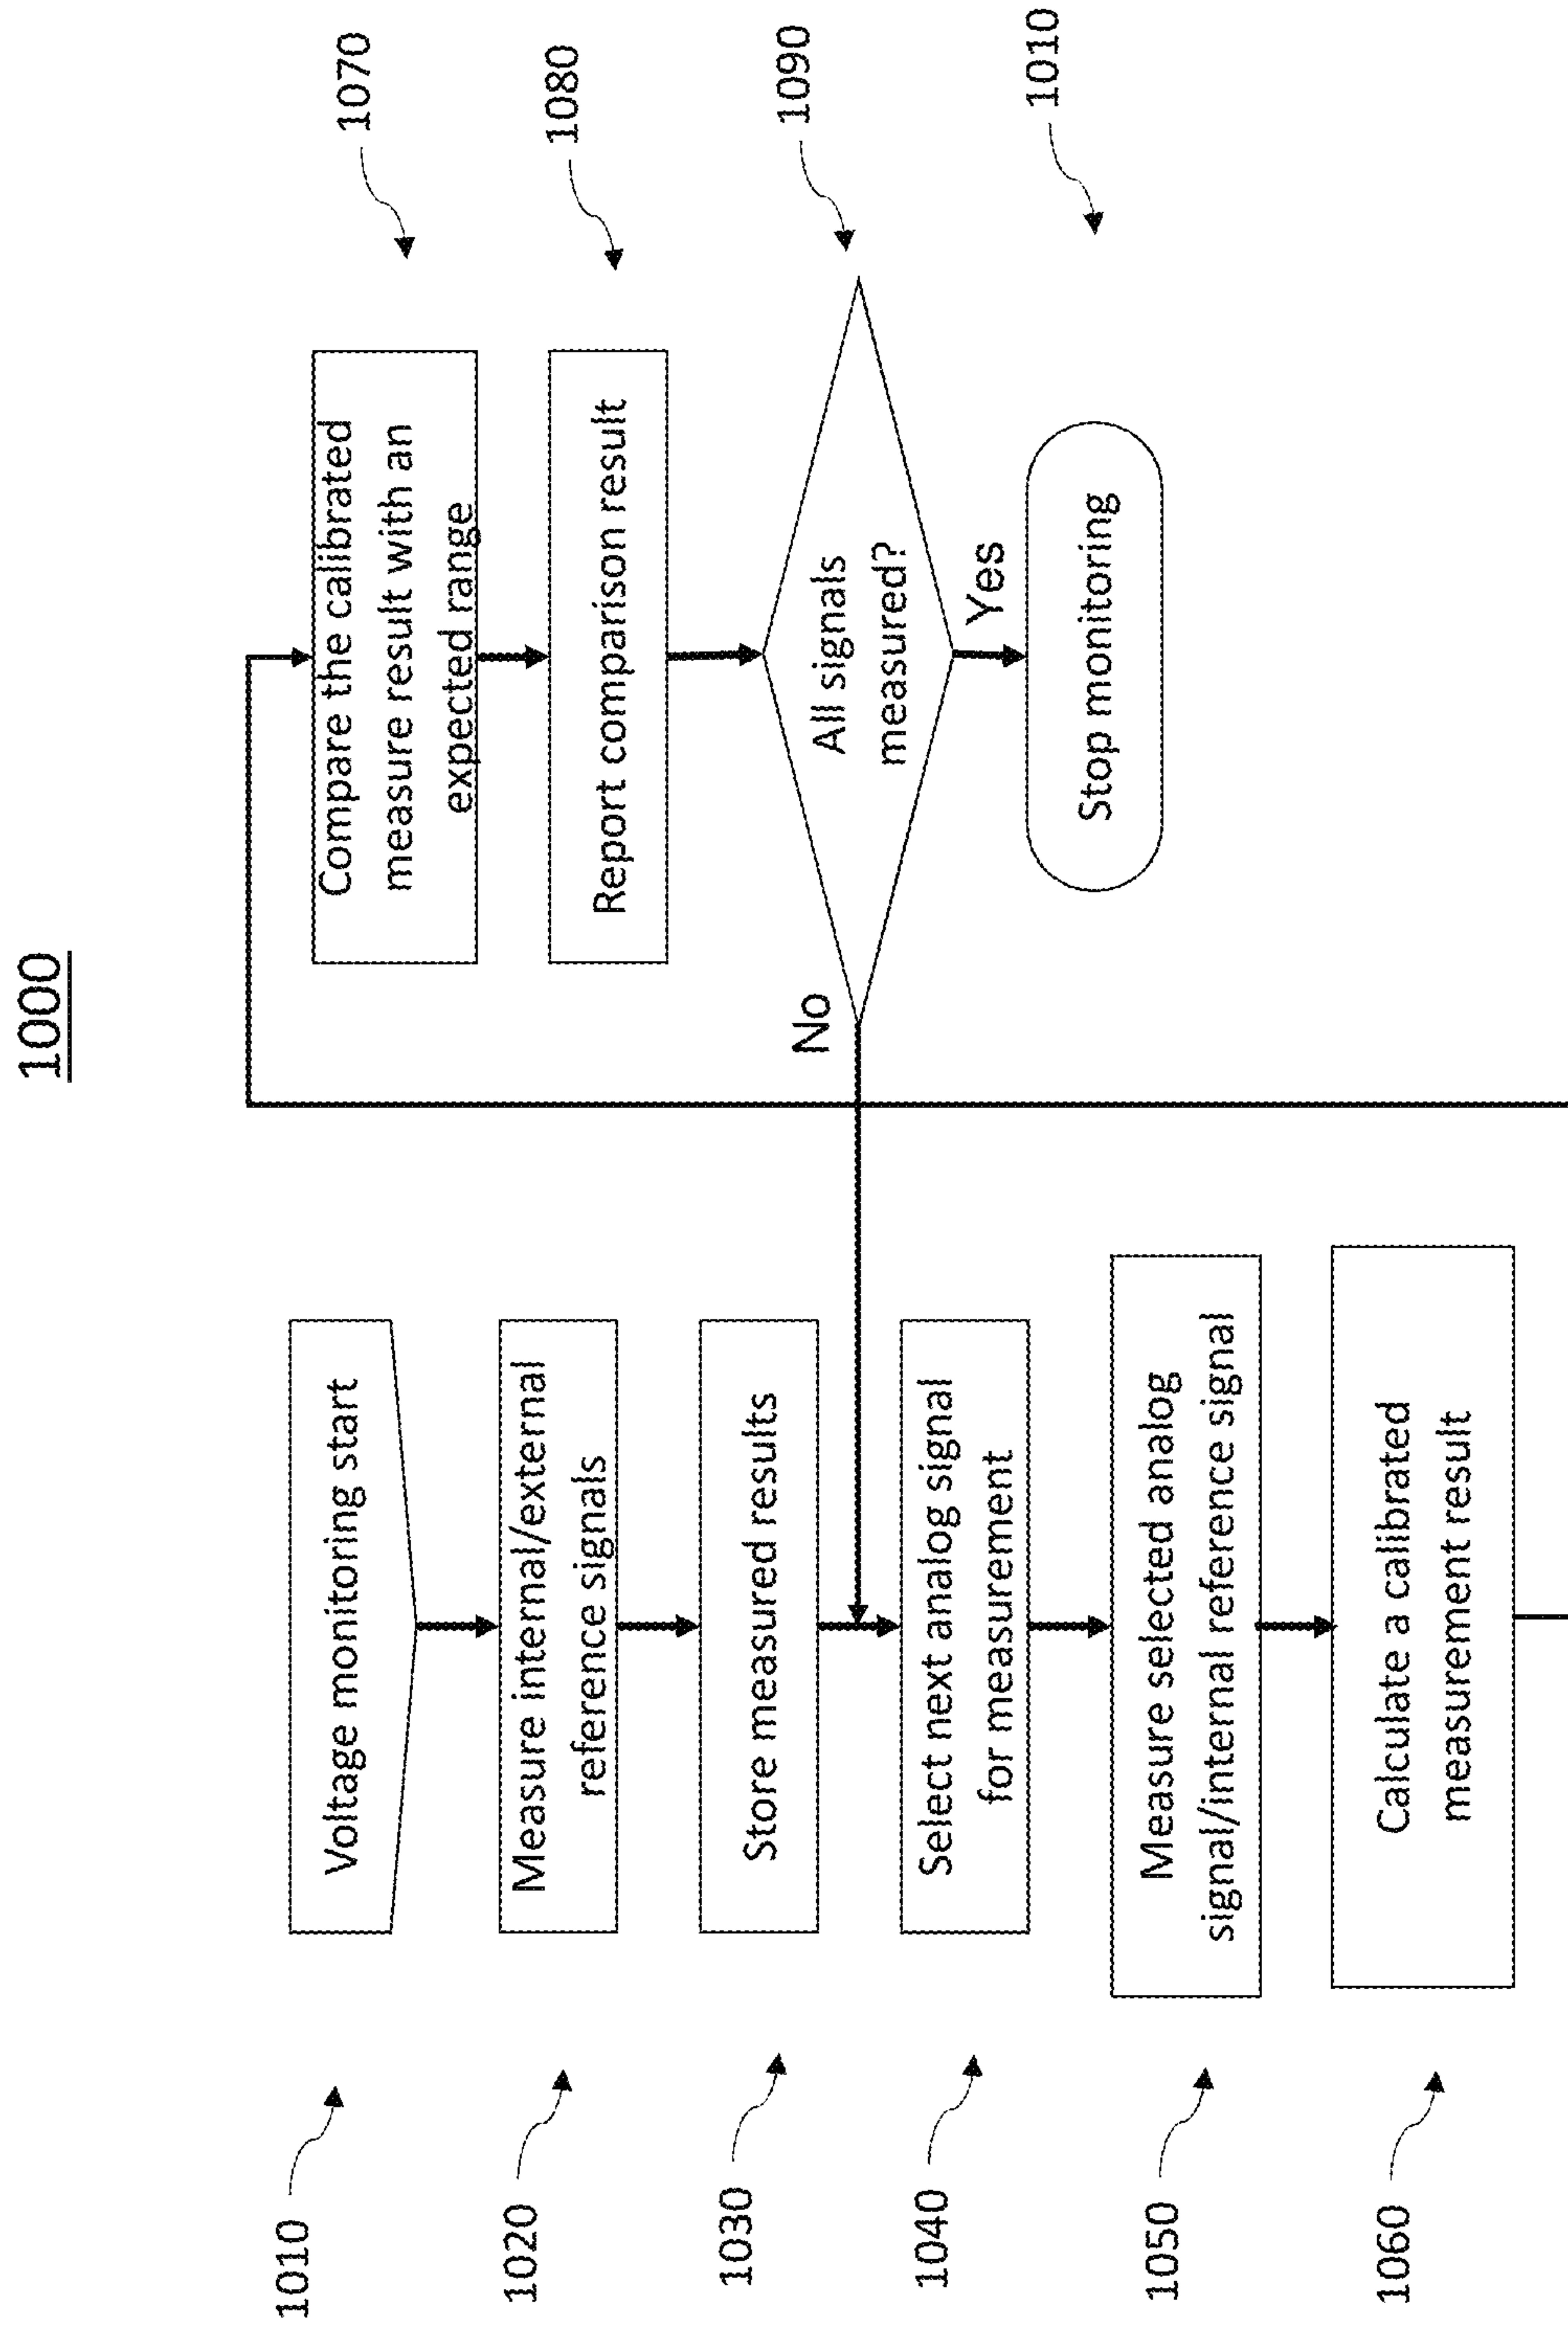 1000
1010
Voltage monitoring start
1020
Measure internal/external
reference signals
1030
Store measured results
1040
Select next analog signal
for measurement
1050
Measure selected analog
signal/internal reference signal
1060
Calculate a calibrated
measurement result
Compare the calibrated
measure result with an
expected range
1070
Report comparison result
1080
No
All signals
measured?
1090
Yes
Stop monitoring
1010